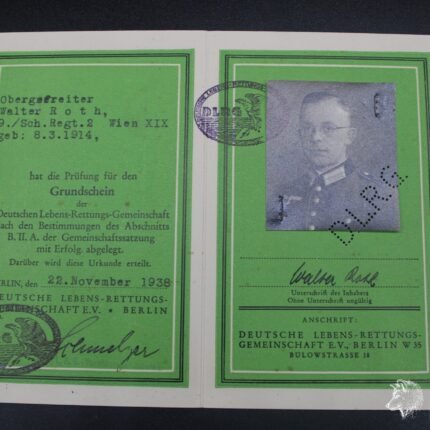 Obergefreiter
Walter Roth,
9./Sch.Regt.2 Wien XIX
geb: 8.3.1914,
hat die Prüfung für den
Grundschein
der
Deutschen Lebens-Rettungs-Gemeinschaft
nach den Bestimmungen des Abschnitts
B. II. A. der Gemeinschaftssatzung
mit Erfolg abgelegt.
Darüber wird diese Urkunde erteilt.
BERLIN, den 22. November 1938
DEUTSCHE LEBENS-RETTUNGS-
GEMEINSCHAFT E.V. • BERLIN
DLRG
DLRG
Walter Roth
Unterschrift des Inhabers
Ohne Unterschrift ungültig
ANSCHRIFT:
DEUTSCHE LEBENS-RETTUNGS-
GEMEINSCHAFT E.V., BERLIN W 35
BÜLOWSTRASSE 18